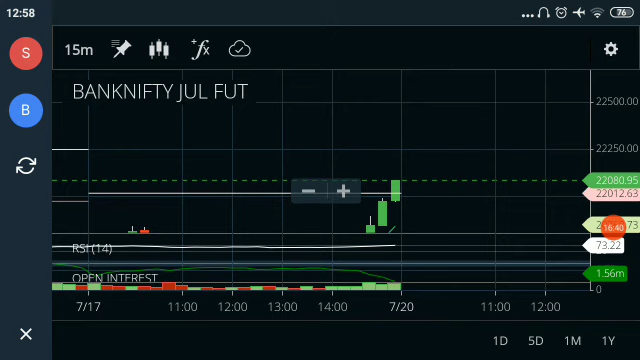 12:58
76
S
15m
fx
BANKNIFTY JUL FUT
22500.00
B
22250.00
22080.95
22012.63
73
16:40
RSI (14)
73.22
OPEN INTEREST
1.56m
0
7/17
11:00
12:00
13:00
14:00
7/20
11:00
12:00
1D
5D
1M
1Y